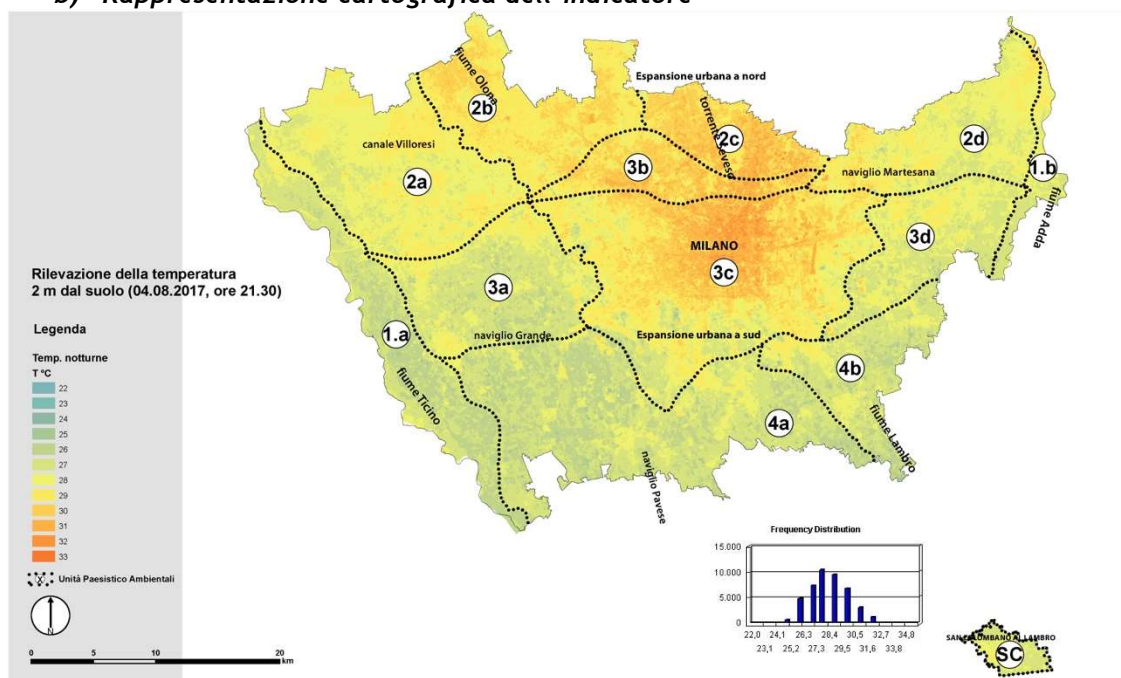 b) Rappresentazione cartografica dell'indicatore
fiume Olona
Espansione urbana a nord
2b
torrente Seveso
2c
2d
canale Villoresi
3b
1.b
2a
naviglio Martesana
fiume Adda
3d
MILANO
Rilevazione della temperatura
2 m dal suolo (04.08.2017, ore 21.30)
3c
3a
Legenda
1.a
naviglio Grande
Espansione urbana a sud
Temp. notturne
T °C
22
23
24
25
26
27
28
29
30
31
32
33
4b
fiume Ticino
4a
fiume Lambro
naviglio Pavese
Unità Paesistico Ambientali
N
0 5 10 20
km
Frequency Distribution
15.000
10.000
5.000
0
22,0 24,1 26,3 28,4 30,5 32,7 34,8
23,1 25,2 27,3 29,5 31,6 33,8
SAN COLOMBANO AL LAMBRO
SC